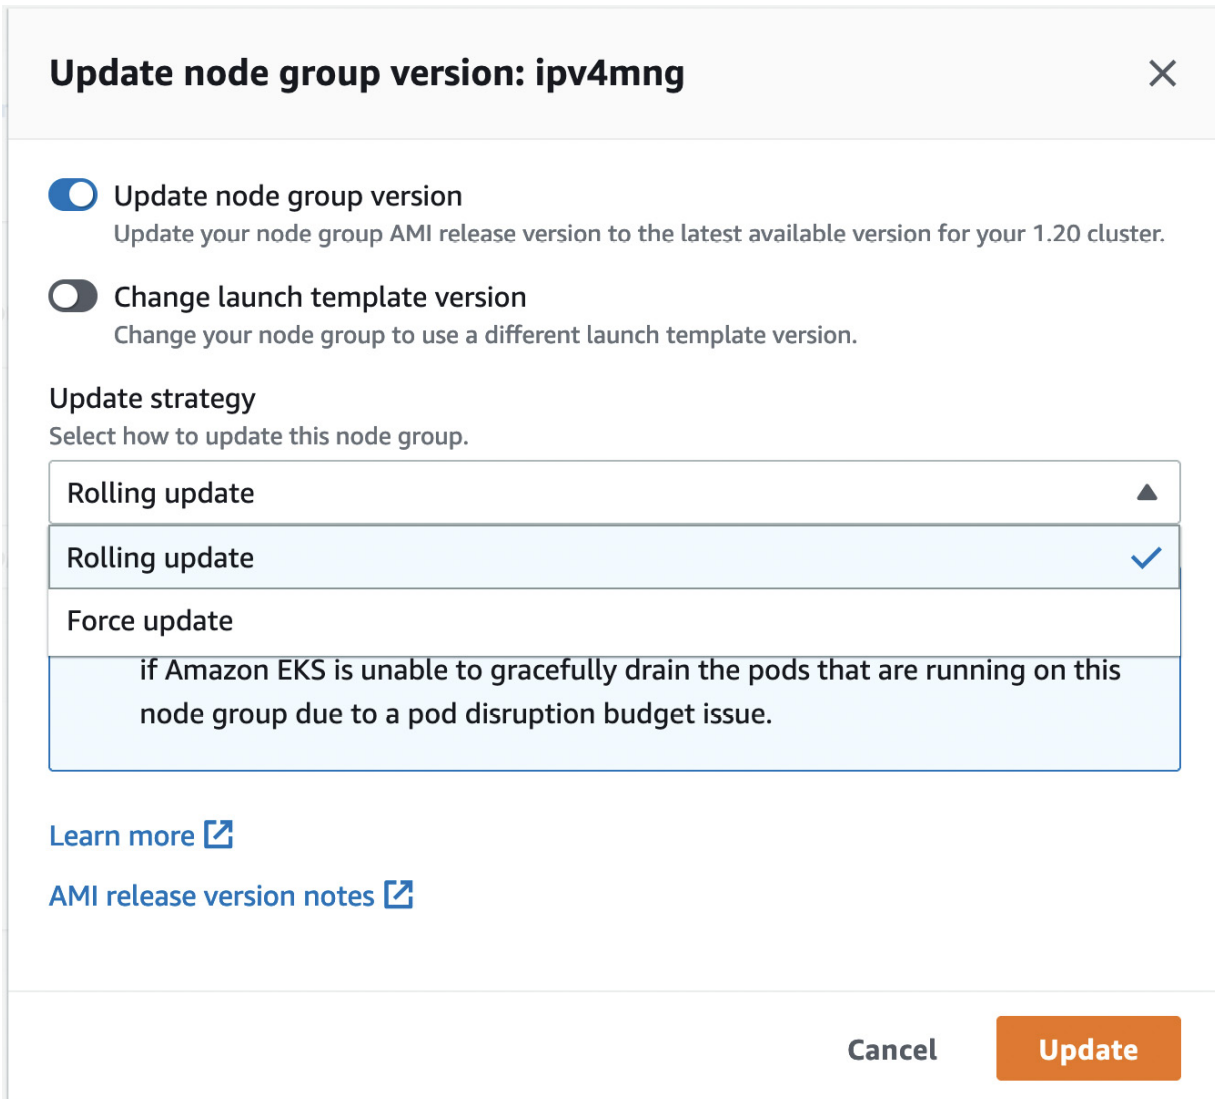 Update node group version: ipv4mng
Update node group version
Update your node group AMI release version to the latest available version for your 1.20 cluster.
Change launch template version
Change your node group to use a different launch template version.
Update strategy
Select how to update this node group.
Rolling update
Rolling update
Force update
if Amazon EKS is unable to gracefully drain the pods that are running on this
node group due to a pod disruption budget issue.
Learn more
AMI release version notes
Cancel
Update